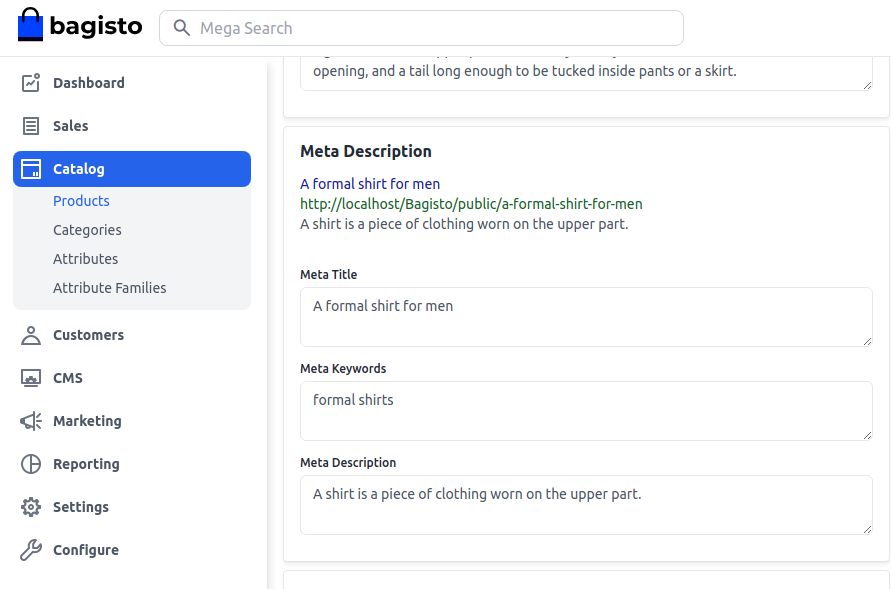 bagisto
Mega Search
Dashboard
Sales
Catalog
Products
Categories
Attributes
Attribute Families
Customers
CMS
Marketing
Reporting
Settings
Configure
opening, and a tail long enough to be tucked inside pants or a skirt.
Meta Description
A formal shirt for men
http://localhost/Bagisto/public/a-formal-shirt-for-men
A shirt is a piece of clothing worn on the upper part.
Meta Title
A formal shirt for men
Meta Keywords
formal shirts
Meta Description
A shirt is a piece of clothing worn on the upper part.